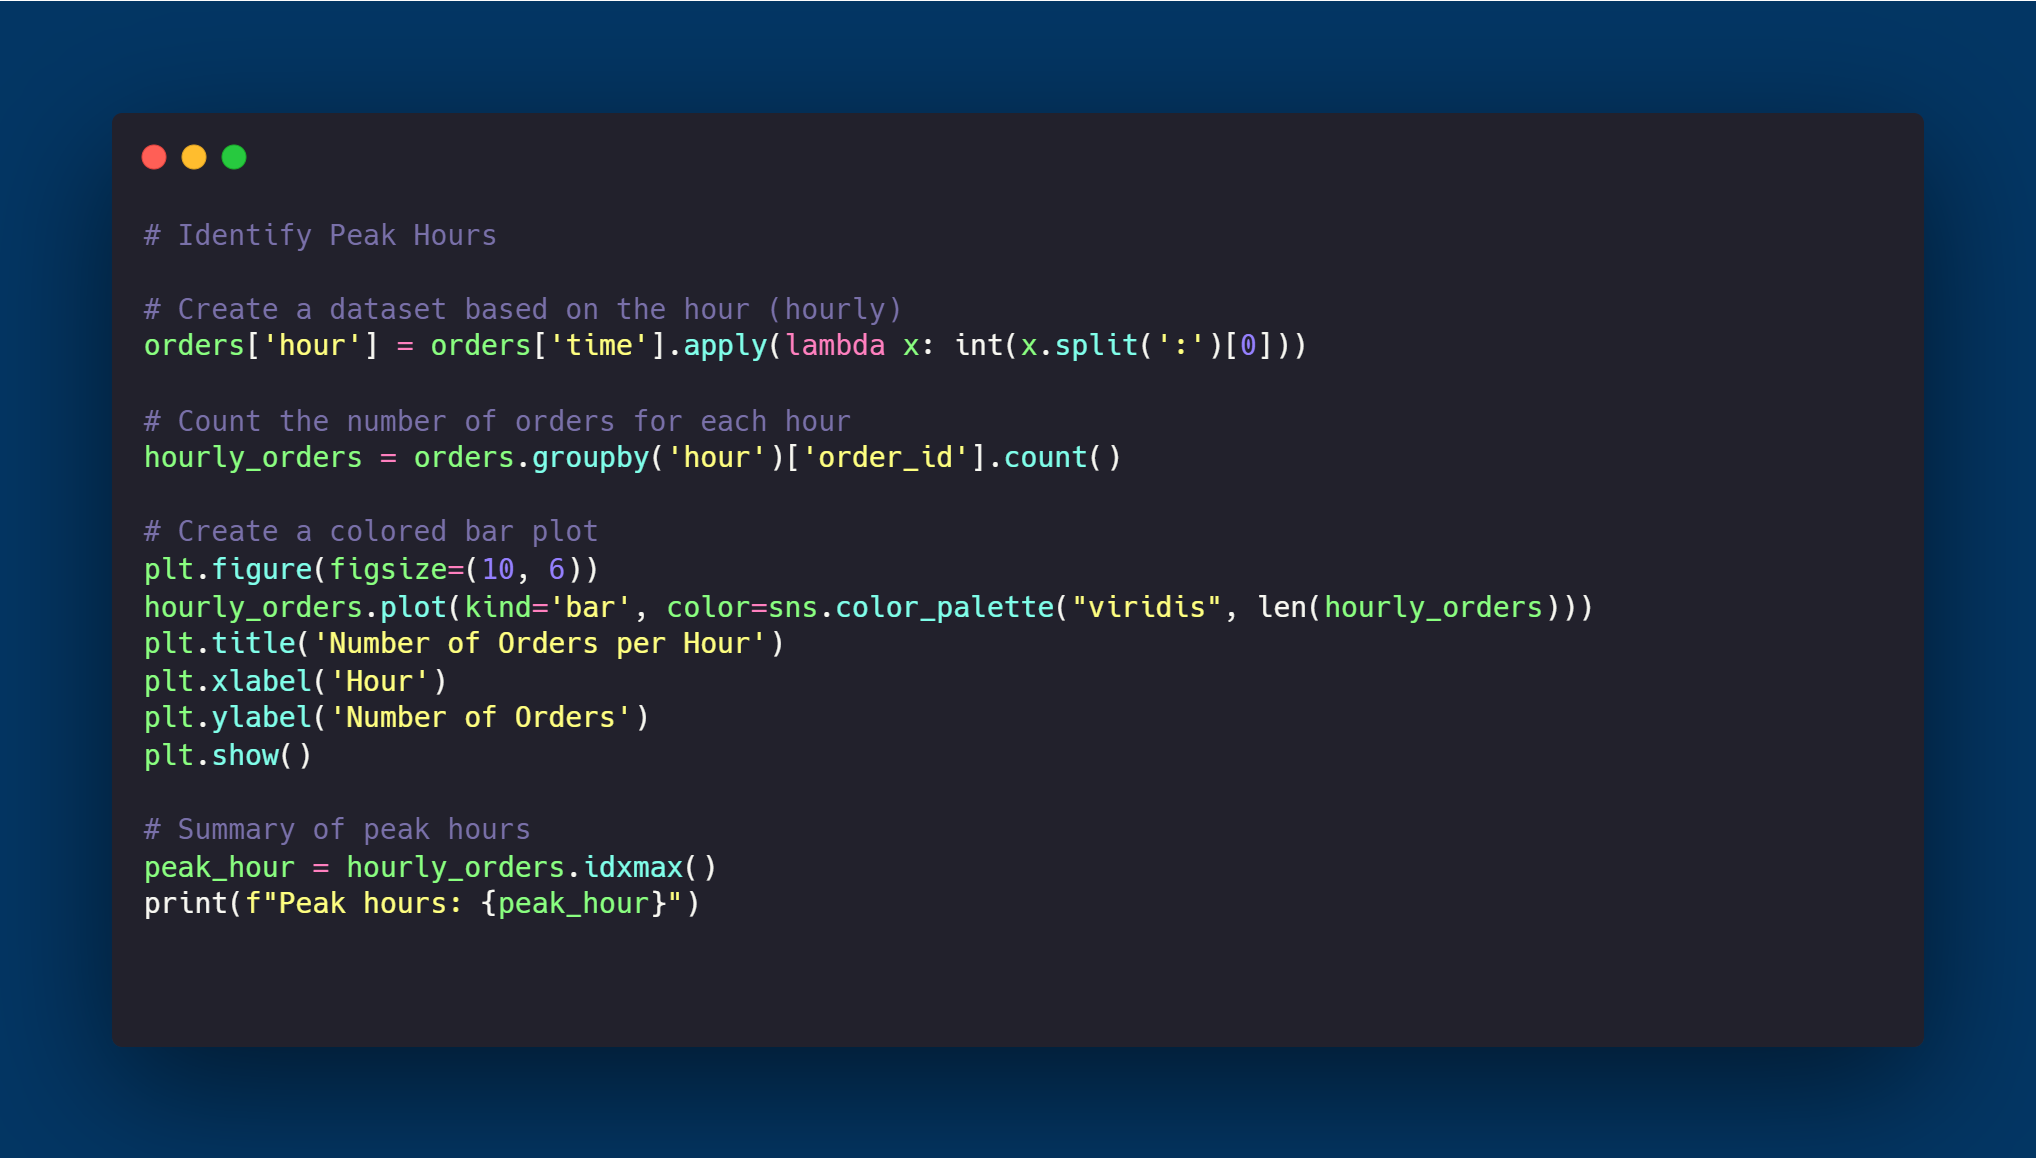 # Identify Peak Hours
# Create a dataset based on the hour (hourly)
orders['hour'] = orders['time'].apply(lambda x: int(x.split(':')[0]))
# Count the number of orders for each hour
hourly_orders = orders.groupby('hour')['order_id'].count()
# Create a colored bar plot
plt.figure(figsize=(10, 6))
hourly_orders.plot(kind='bar', color=sns.color_palette("viridis", len(hourly_orders)))
plt.title('Number of Orders per Hour')
plt.xlabel('Hour')
plt.ylabel('Number of Orders')
plt.show()
# Summary of peak hours
peak_hour = hourly_orders.idxmax()
print(f"Peak hours: {peak_hour}")